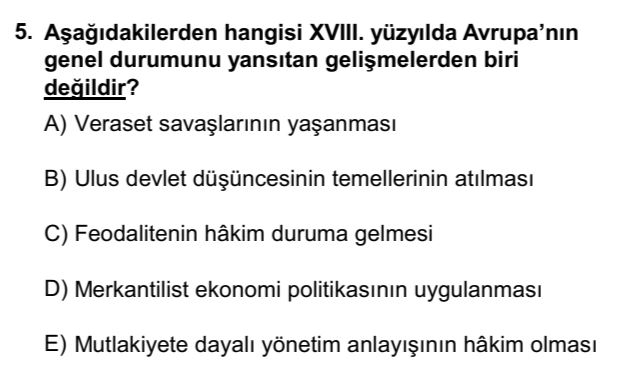 5. Aşağıdakilerden hangisi XVIII. yüzyılda Avrupa’nın
genel durumunu yansıtan gelişmelerden biri
değildir?
A) Veraset savaşlarının yaşanması
B) Ulus devlet düşüncesinin temellerinin atılması
C) Feodalitenin hâkim duruma gelmesi
D) Merkantilist ekonomi politikasının uygulanması
E) Mutlakiyete dayalı yönetim anlayışının hâkim olması